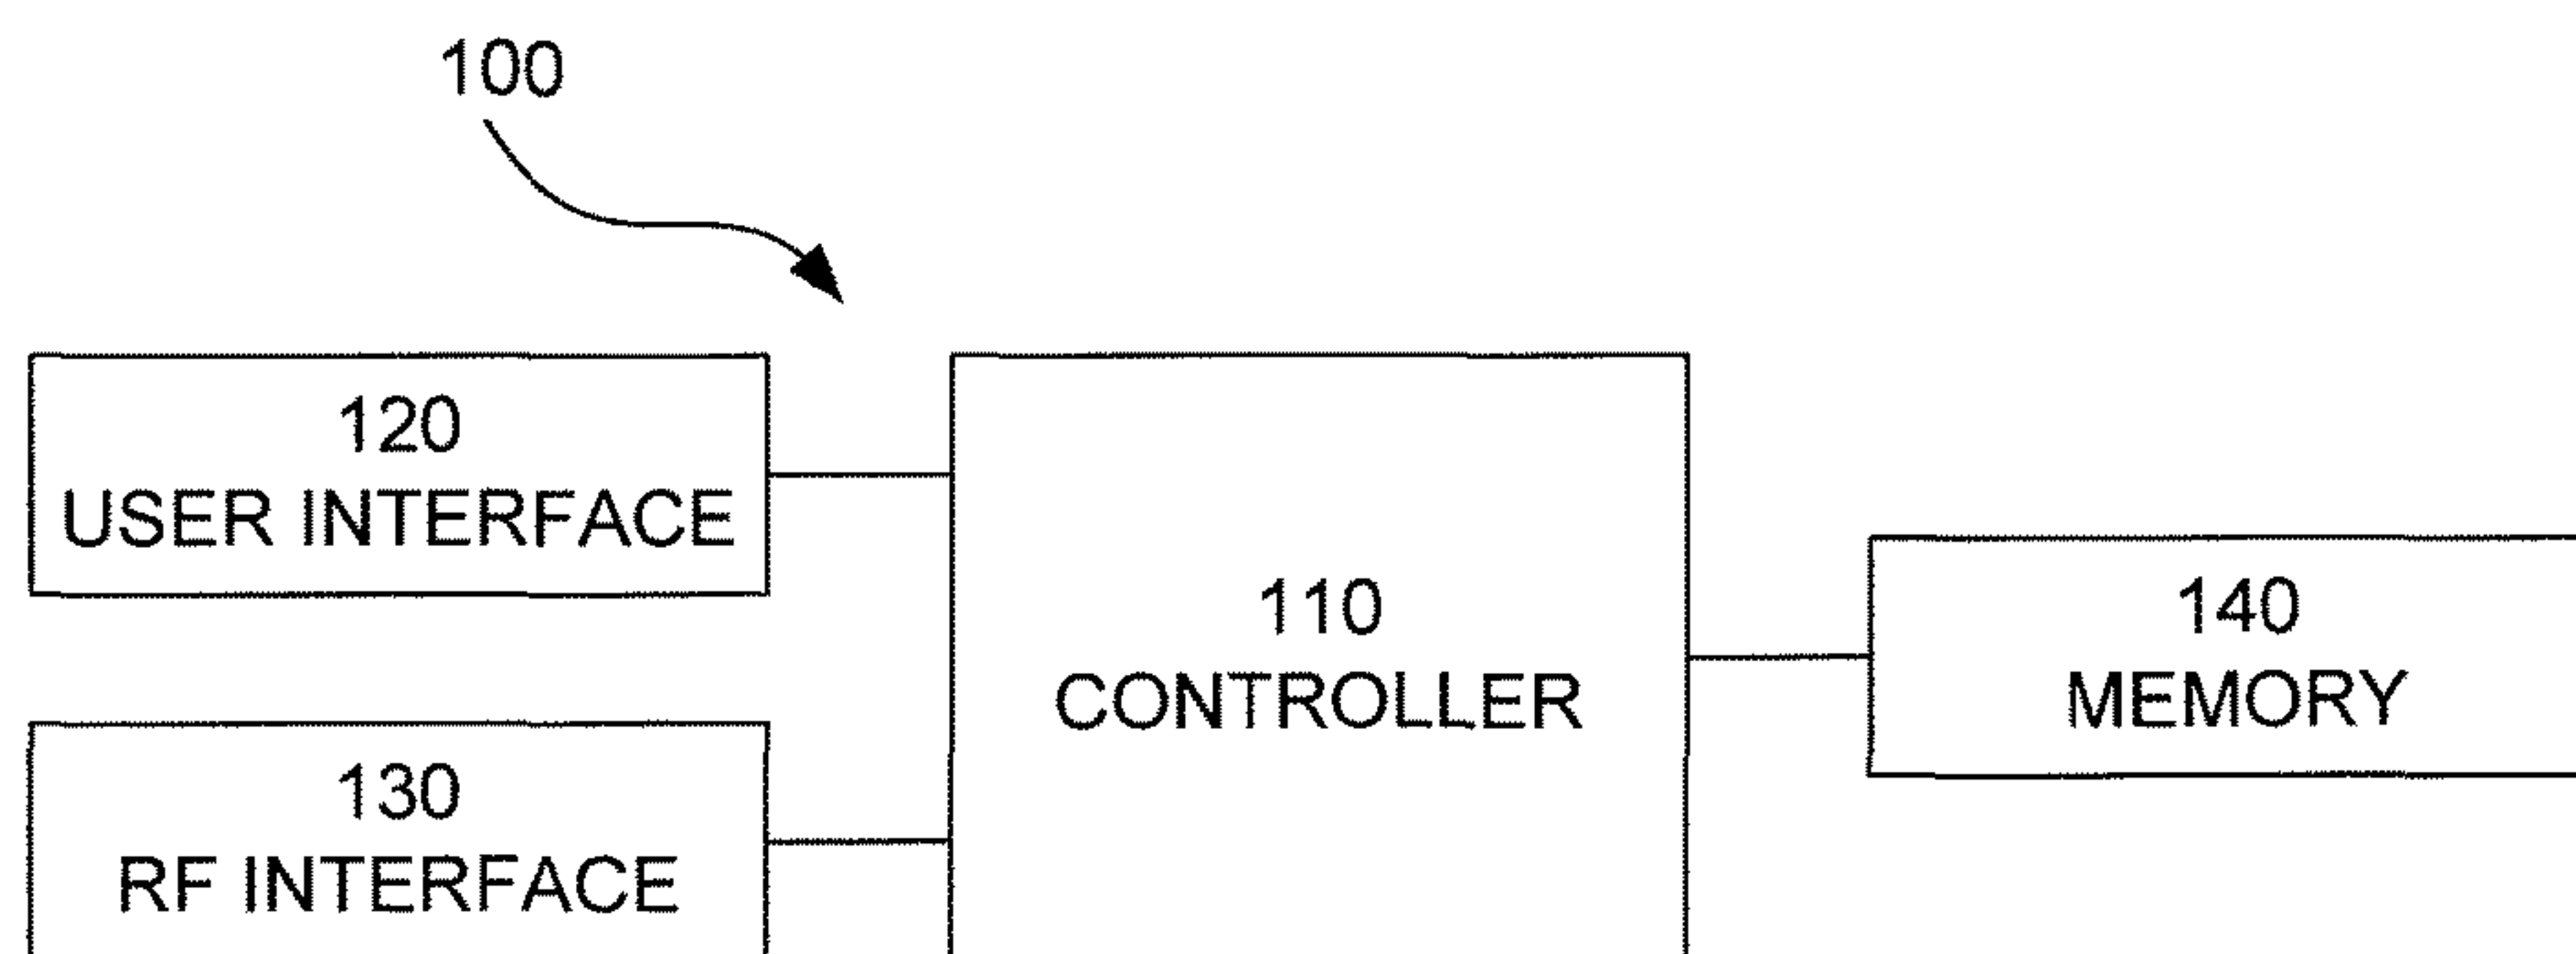 100
120
USER INTERFACE
110
CONTROLLER
140
MEMORY
130
RF INTERFACE